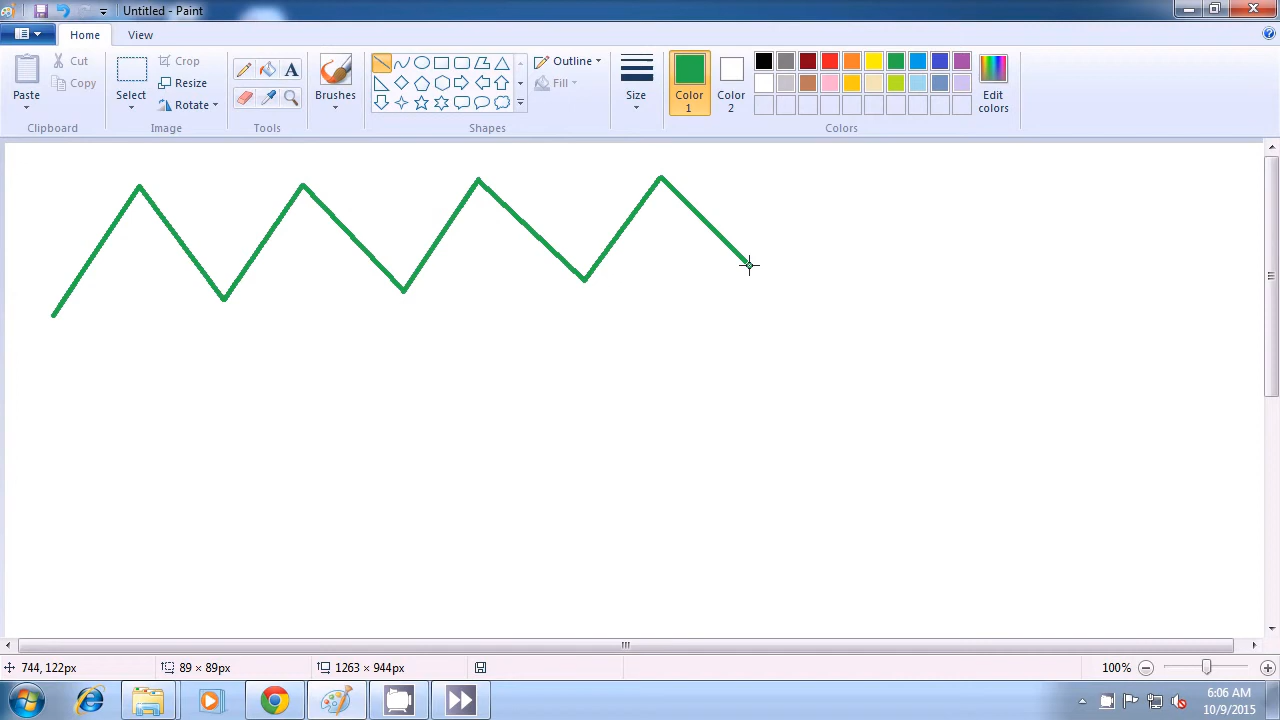 Untitled - Paint
Home
View
Paste
Cut
Copy
Clipboard
Select
Crop
Resize
Rotate
Image
A
Tools
Brushes
Outline
Fill
Shapes
Size
Color
1
Color
2
Edit
colors
Colors
744, 122px
89 × 89px
1263 × 944px
100%
6:06 AM
10/9/2015